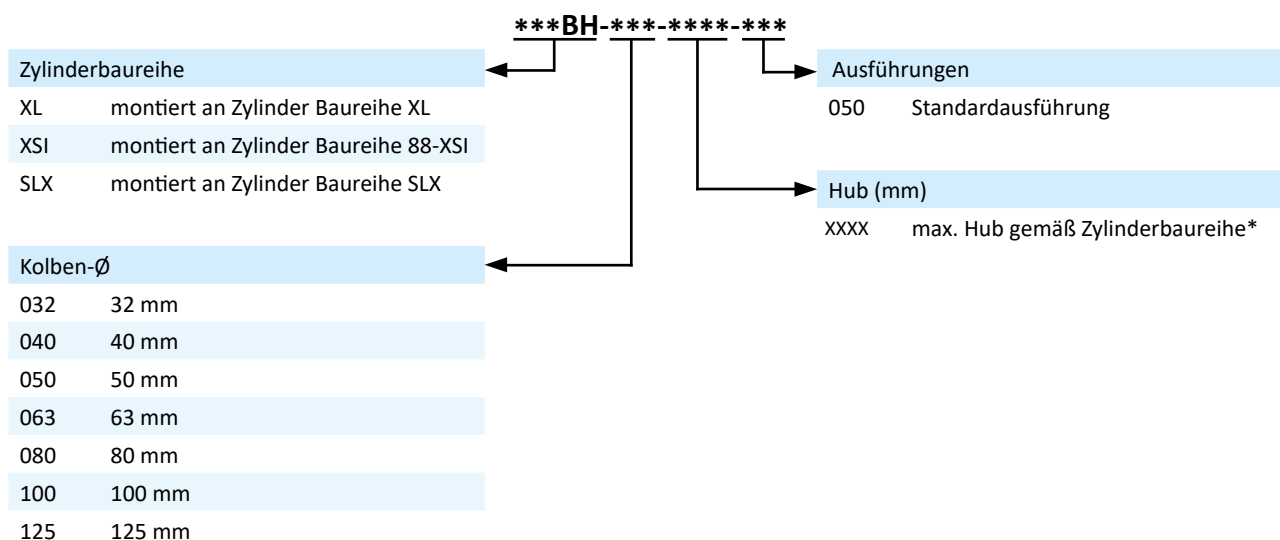 ***BH-***-****-***
Zylinderbaureihe
XL montiert an Zylinder Baureihe XL
XSI montiert an Zylinder Baureihe 88-XSI
SLX montiert an Zylinder Baureihe SLX
Kolben-Ø
032 32 mm
040 40 mm
050 50 mm
063 63 mm
080 80 mm
100 100 mm
125 125 mm
Ausführungen
050 Standardausführung
Hub (mm)
XXXX max. Hub gemäß Zylinderbaureihe*